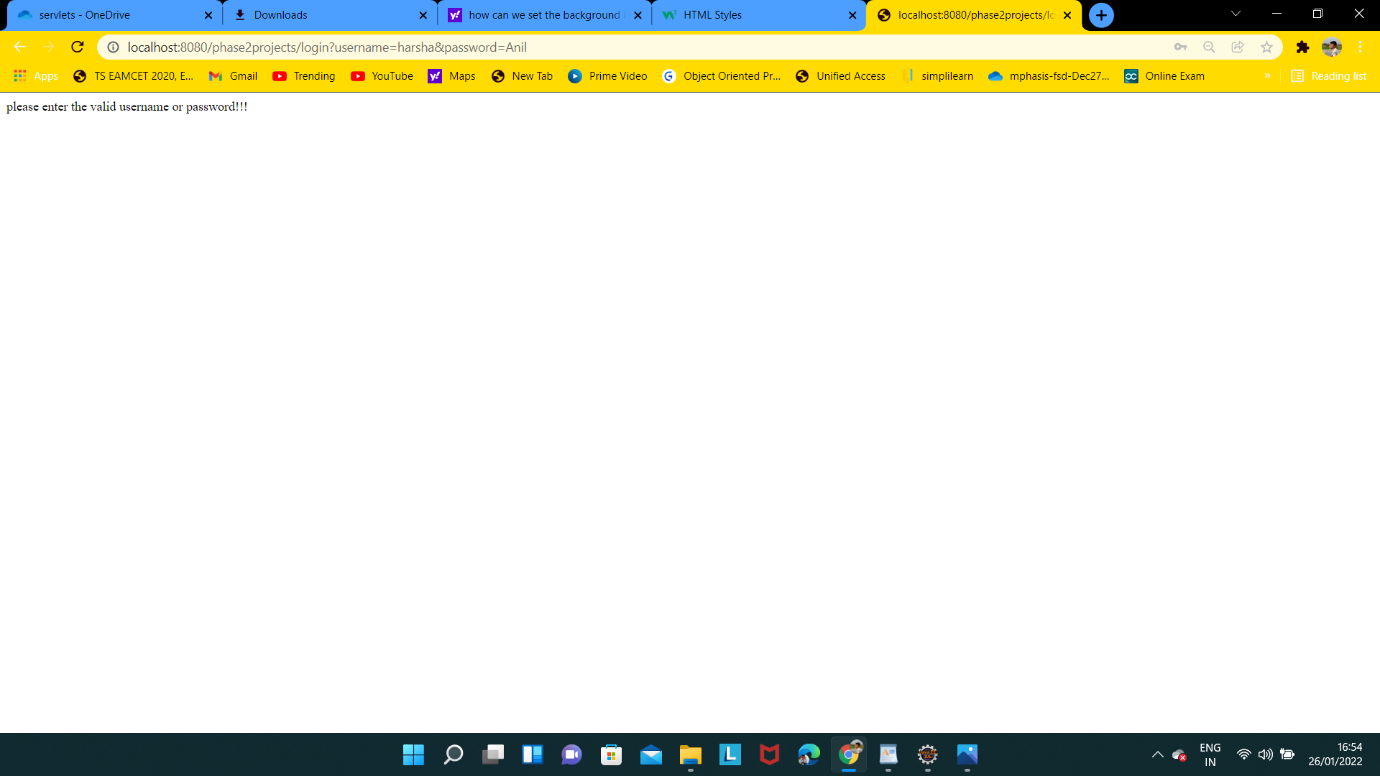 servlets - OneDrive
Downloads
how can we set the background
HTML Styles
localhost:8080/phase2projects/lo
localhost:8080/phase2projects/login?username=harsha&password=Anil
Apps
TS EAMCET 2020, E...
Gmail
Trending
YouTube
Maps
New Tab
Prime Video
Object Oriented Pr...
Unified Access
simplilearn
mphasis-fsd-Dec27...
Online Exam
»
Reading list
please enter the valid username or password!!!
ENG
IN
16:54
26/01/2022